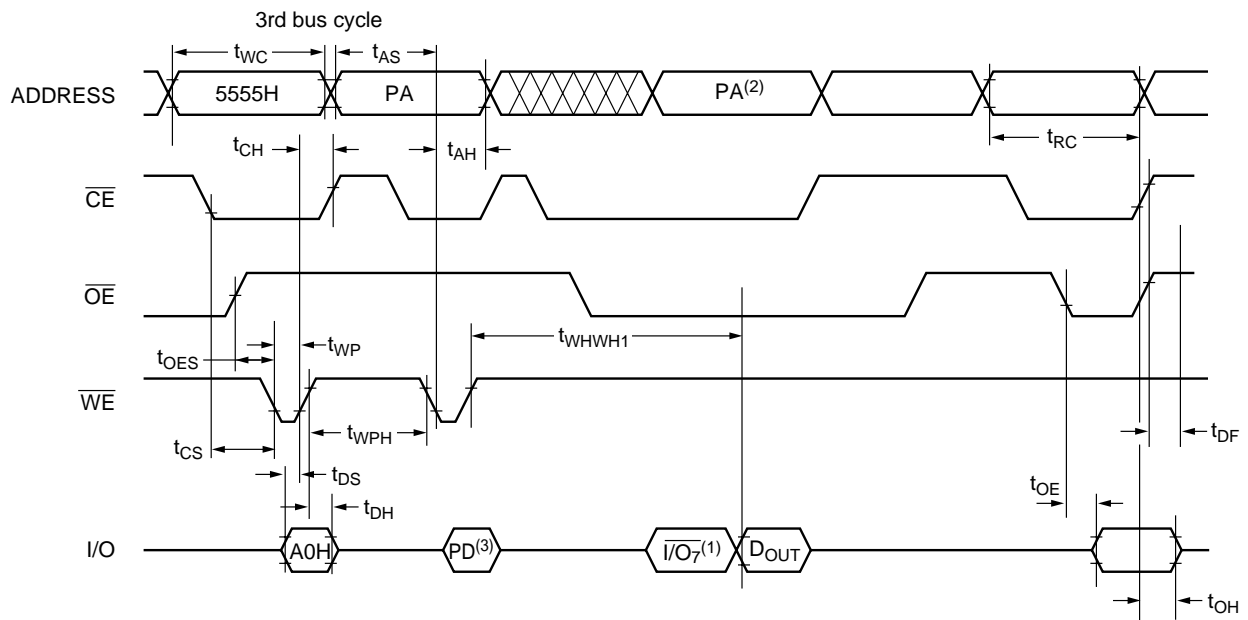 3rd bus cycle
tWC tAS
ADDRESS 5555H PA PA(2)
tCH tAH tRC
CE
OE
tWHWH1
tOES tWP
WE
tCS tWPH tDF
tDS tOE
tDH
I/O A0H PD(3) I/O7(1) DOUT
tOH